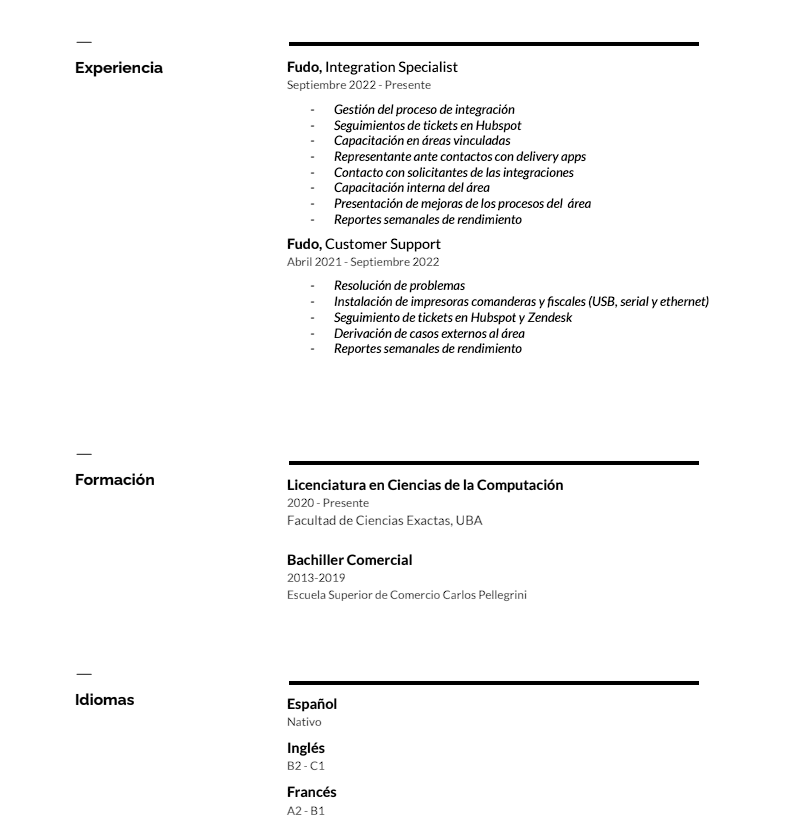 —
Experiencia
Fudo, Integration Specialist
Septiembre 2022 - Presente
- Gestión del proceso de integración
- Seguimientos de tickets en Hubspot
- Capacitación en áreas vinculadas
- Representante ante contactos con delivery apps
- Contacto con solicitantes de las integraciones
- Capacitación interna del área
- Presentación de mejoras de los procesos del área
- Reportes semanales de rendimiento
Fudo, Customer Support
Abril 2021 - Septiembre 2022
- Resolución de problemas
- Instalación de impresoras comanderas y fiscales (USB, serial y ethernet)
- Seguimiento de tickets en Hubspot y Zendesk
- Derivación de casos externos al área
- Reportes semanales de rendimiento
—
Formación
Licenciatura en Ciencias de la Computación
2020 - Presente
Facultad de Ciencias Exactas, UBA
Bachiller Comercial
2013-2019
Escuela Superior de Comercio Carlos Pellegrini
—
Idiomas
Español
Nativo
Inglés
B2 - C1
Francés
A2 - B1